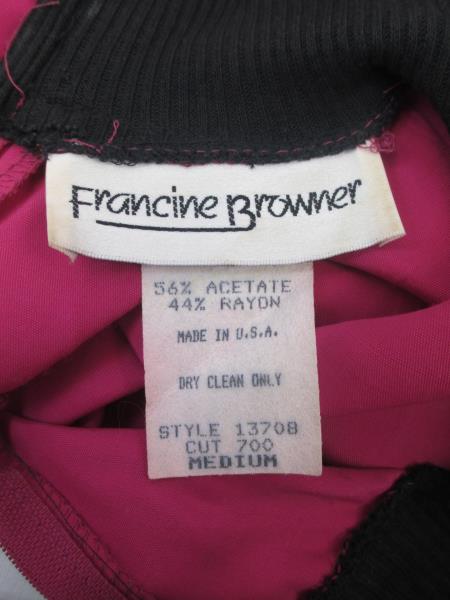 Francine Browner
56% ACETATE
44% RAYON
MADE IN U.S.A.
DRY CLEAN ONLY
STYLE 13708
CUT 700
MEDIUM